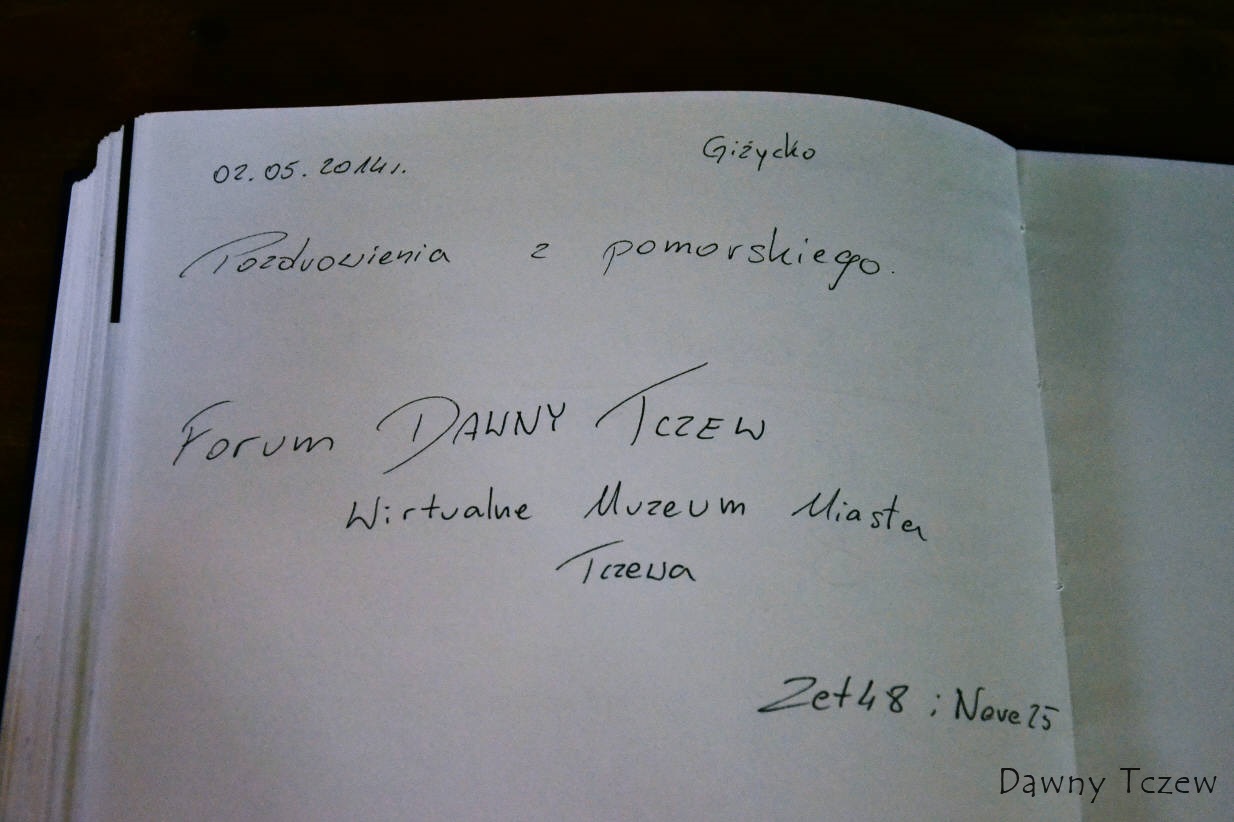 02.05.2014r. Giżycko
Pozdrowienia z pomorskiego.
Forum DAWNY TCZEW
Wirtualne Muzeum Miasta
Tczewa
Zet48 i Nove25
Dawny Tczew